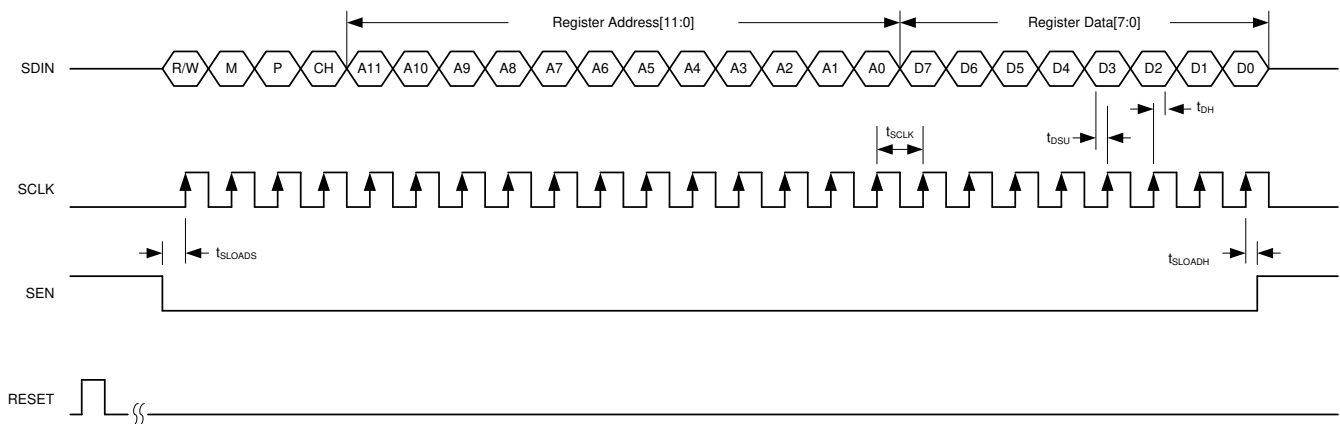 Register Address[11:0] Register Data[7:0]
SDIN R/W M P CH A11 A10 A9 A8 A7 A6 A5 A4 A3 A2 A1 A0 D7 D6 D5 D4 D3 D2 D1 D0
tDH
tSCLK tDSU
SCLK
tSLOADS tSLOADH
SEN
RESET